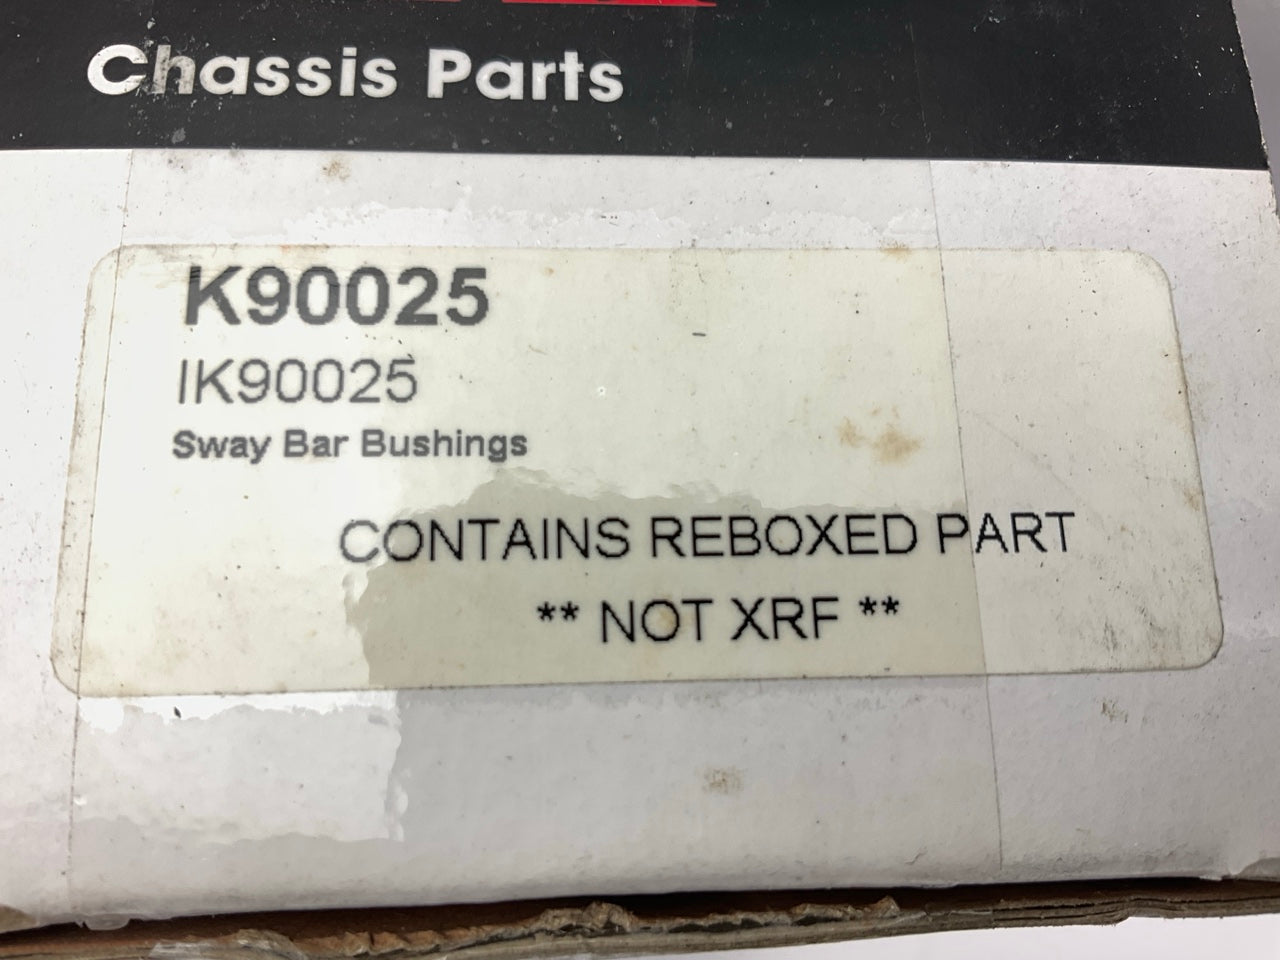 Chassis Parts
K90025
IK90025
Sway Bar Bushings
CONTAINS REBOXED PART
** NOT XRF **